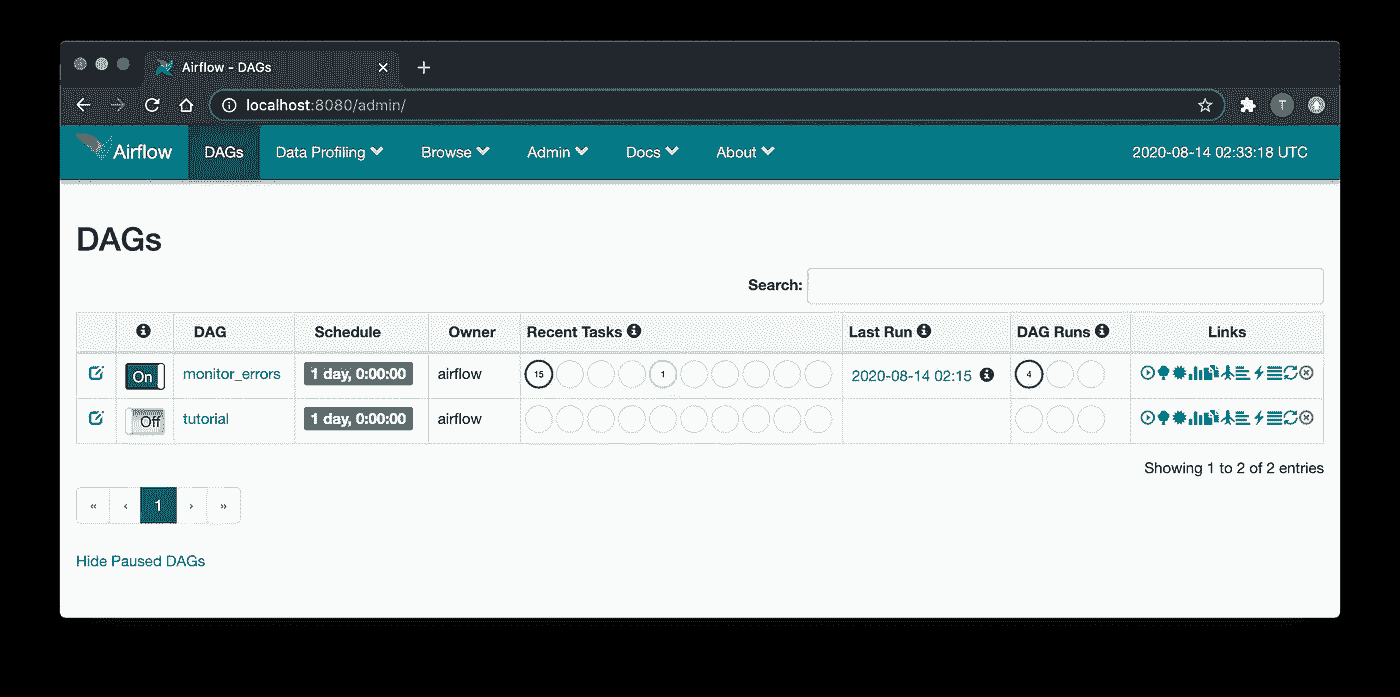 Airflow - DAGs
localhost:8080/admin/
T
Airflow DAGs Data Profiling Browse Admin Docs About 2020-08-14 02:33:18 UTC
DAGs
Search:
DAG Schedule Owner Recent Tasks Last Run DAG Runs Links
On monitor_errors 1 day, 0:00:00 airflow 15 1 2020-08-14 02:15 4
Off tutorial 1 day, 0:00:00 airflow
Showing 1 to 2 of 2 entries
« ‹ 1 › »
Hide Paused DAGs